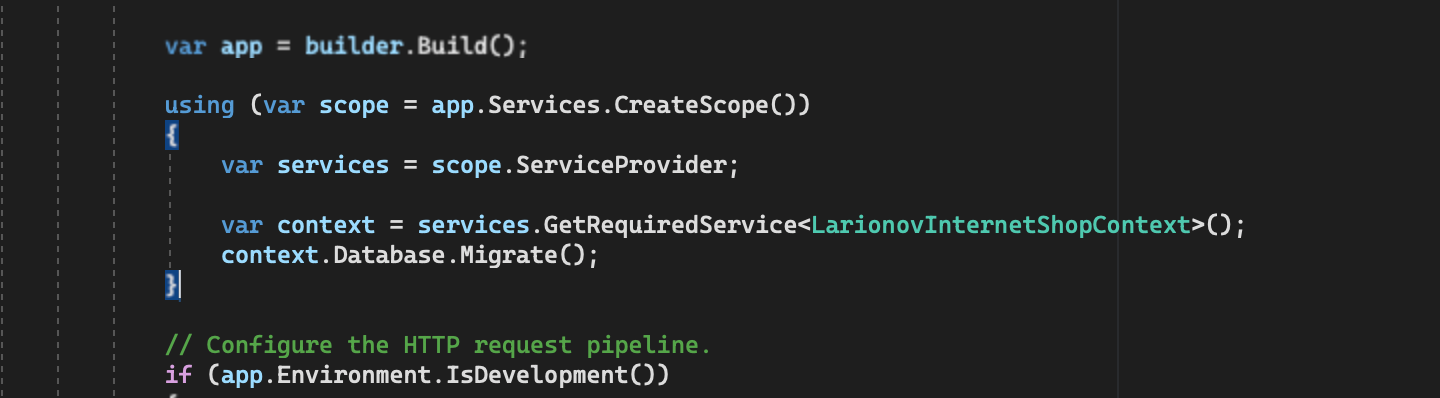 var app = builder.Build();
using (var scope = app.Services.CreateScope())
{
var services = scope.ServiceProvider;
var context = services.GetRequiredService<LarionovInternetShopContext>();
context.Database.Migrate();
}
// Configure the HTTP request pipeline.
if (app.Environment.IsDevelopment())